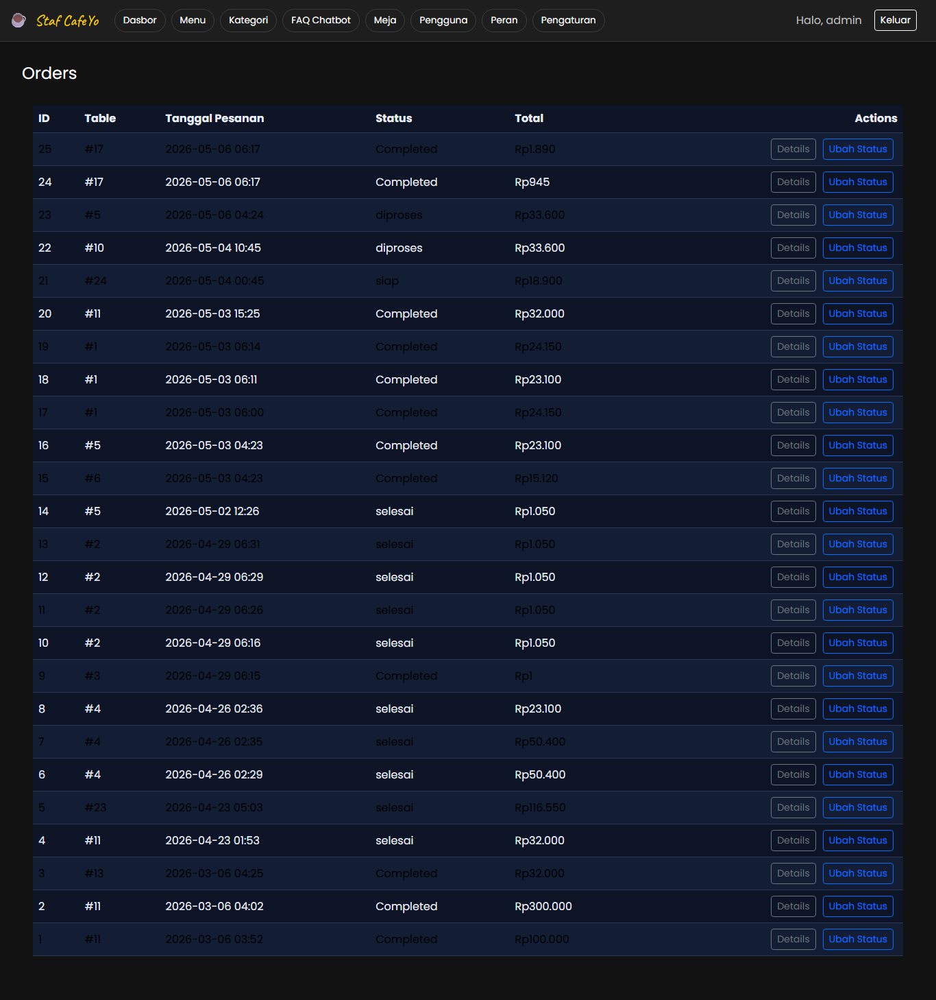 Staf CafeYo Dasbor Menu Kategori FAQ Chatbot Meja Pengguna Peran Pengaturan Halo, admin Keluar
Orders
ID Table Tanggal Pesanan Status Total Actions
25 #17 2026-05-06 06:17 Completed Rp1.890 Details Ubah Status
24 #17 2026-05-06 06:17 Completed Rp945 Details Ubah Status
23 #5 2026-05-06 04:24 diproses Rp33.600 Details Ubah Status
22 #10 2026-05-04 10:45 diproses Rp33.600 Details Ubah Status
21 #24 2026-05-04 00:45 siap Rp18.900 Details Ubah Status
20 #11 2026-05-03 15:25 Completed Rp32.000 Details Ubah Status
19 #1 2026-05-03 06:14 Completed Rp24.150 Details Ubah Status
18 #1 2026-05-03 06:11 Completed Rp23.100 Details Ubah Status
17 #1 2026-05-03 06:00 Completed Rp24.150 Details Ubah Status
16 #5 2026-05-03 04:23 Completed Rp23.100 Details Ubah Status
15 #6 2026-05-03 04:23 Completed Rp15.120 Details Ubah Status
14 #5 2026-05-02 12:26 selesai Rp1.050 Details Ubah Status
13 #2 2026-04-29 06:31 selesai Rp1.050 Details Ubah Status
12 #2 2026-04-29 06:29 selesai Rp1.050 Details Ubah Status
11 #2 2026-04-29 06:26 selesai Rp1.050 Details Ubah Status
10 #2 2026-04-29 06:16 selesai Rp1.050 Details Ubah Status
9 #3 2026-04-29 06:15 Completed Rp1 Details Ubah Status
8 #4 2026-04-26 02:36 selesai Rp23.100 Details Ubah Status
7 #4 2026-04-26 02:35 selesai Rp50.400 Details Ubah Status
6 #4 2026-04-26 02:29 selesai Rp50.400 Details Ubah Status
5 #23 2026-04-23 05:03 selesai Rp116.550 Details Ubah Status
4 #11 2026-04-23 01:53 selesai Rp32.000 Details Ubah Status
3 #13 2026-03-06 04:25 Completed Rp32.000 Details Ubah Status
2 #11 2026-03-06 04:02 Completed Rp300.000 Details Ubah Status
1 #11 2026-03-06 03:52 Completed Rp100.000 Details Ubah Status